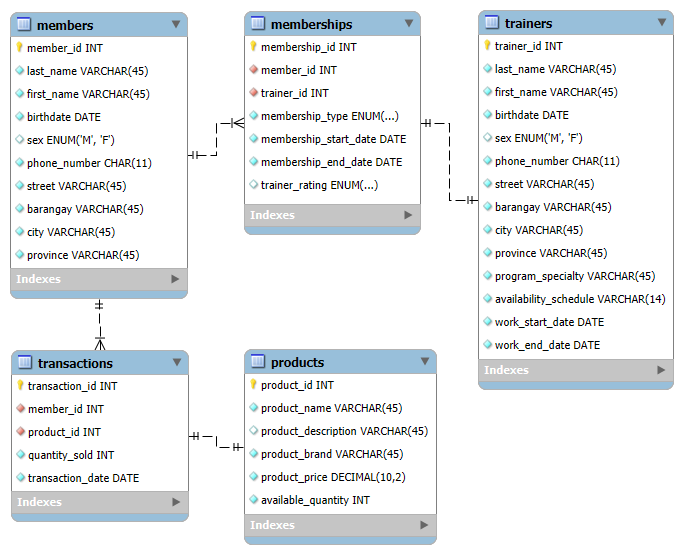 members
member_id INT
last_name VARCHAR(45)
first_name VARCHAR(45)
birthdate DATE
sex ENUM('M', 'F')
phone_number CHAR(11)
street VARCHAR(45)
barangay VARCHAR(45)
city VARCHAR(45)
province VARCHAR(45)
Indexes
memberships
membership_id INT
member_id INT
trainer_id INT
membership_type ENUM(...)
membership_start_date DATE
membership_end_date DATE
trainer_rating ENUM(...)
Indexes
trainers
trainer_id INT
last_name VARCHAR(45)
first_name VARCHAR(45)
birthdate DATE
sex ENUM('M', 'F')
phone_number CHAR(11)
street VARCHAR(45)
barangay VARCHAR(45)
city VARCHAR(45)
province VARCHAR(45)
program_specialty VARCHAR(45)
availability_schedule VARCHAR(14)
work_start_date DATE
work_end_date DATE
Indexes
transactions
transaction_id INT
member_id INT
product_id INT
quantity_sold INT
transaction_date DATE
Indexes
products
product_id INT
product_name VARCHAR(45)
product_description VARCHAR(45)
product_brand VARCHAR(45)
product_price DECIMAL(10,2)
available_quantity INT
Indexes